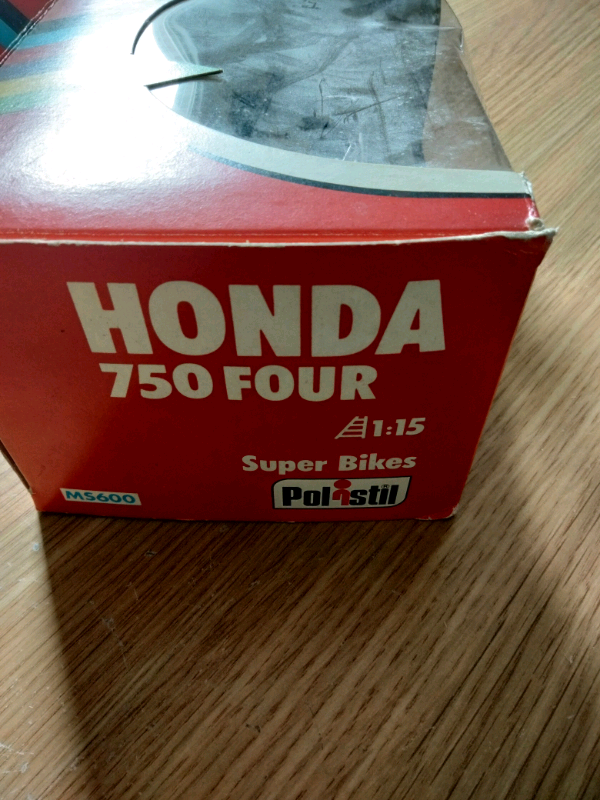 HONDA
750 FOUR
1:15
Super Bikes
MS600
Polistil®